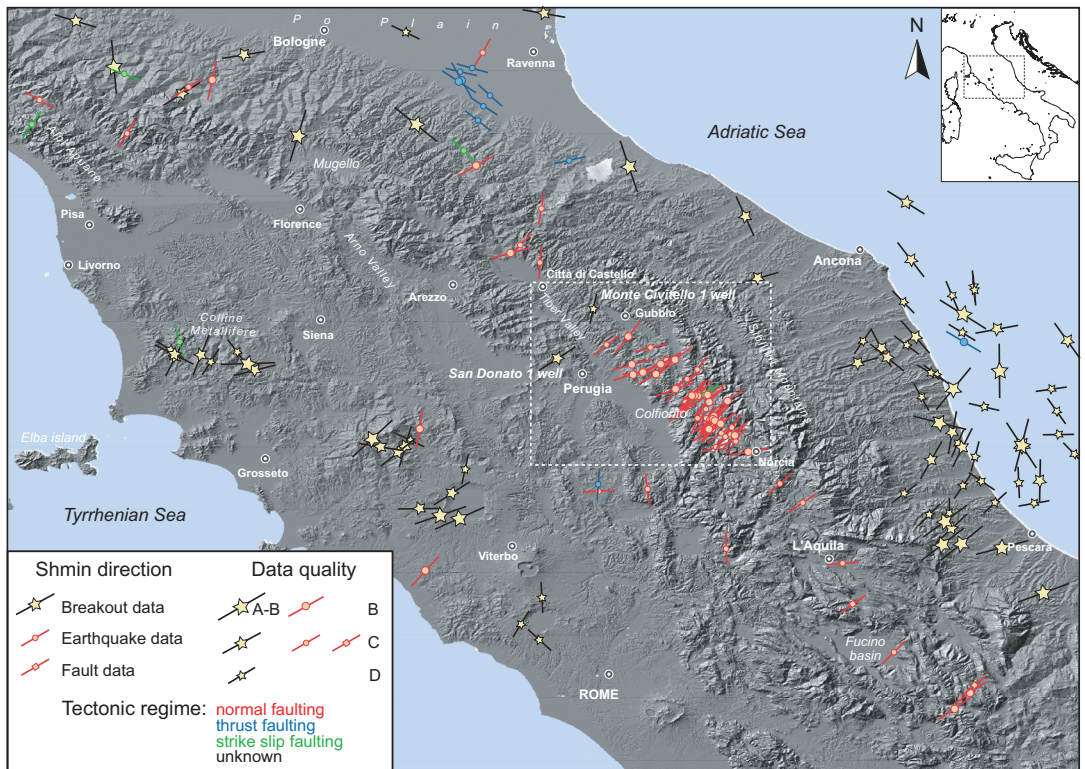 Po Plain
Bologne
Ravenna
N
Adriatic Sea
Alpi Apuane
Mugello
Pisa
Florence
Livorno
Arno Valley
Ancona
Città di Castello
Arezzo
Monte Civitello 1 well
Tiber Valley
Gubbio
Colline
Metallifere
Siena
San Donato 1 well
Perugia
Colfiorito
Elba island
Grosseto
Norcia
Tyrrhenian Sea
Viterbo
L'Aquila
Pescara
Fucino
basin
ROME
Shmin direction
Data quality
Breakout data
A-B
B
Earthquake data
C
Fault data
D
Tectonic regime: normal faulting
thrust faulting
strike slip faulting
unknown